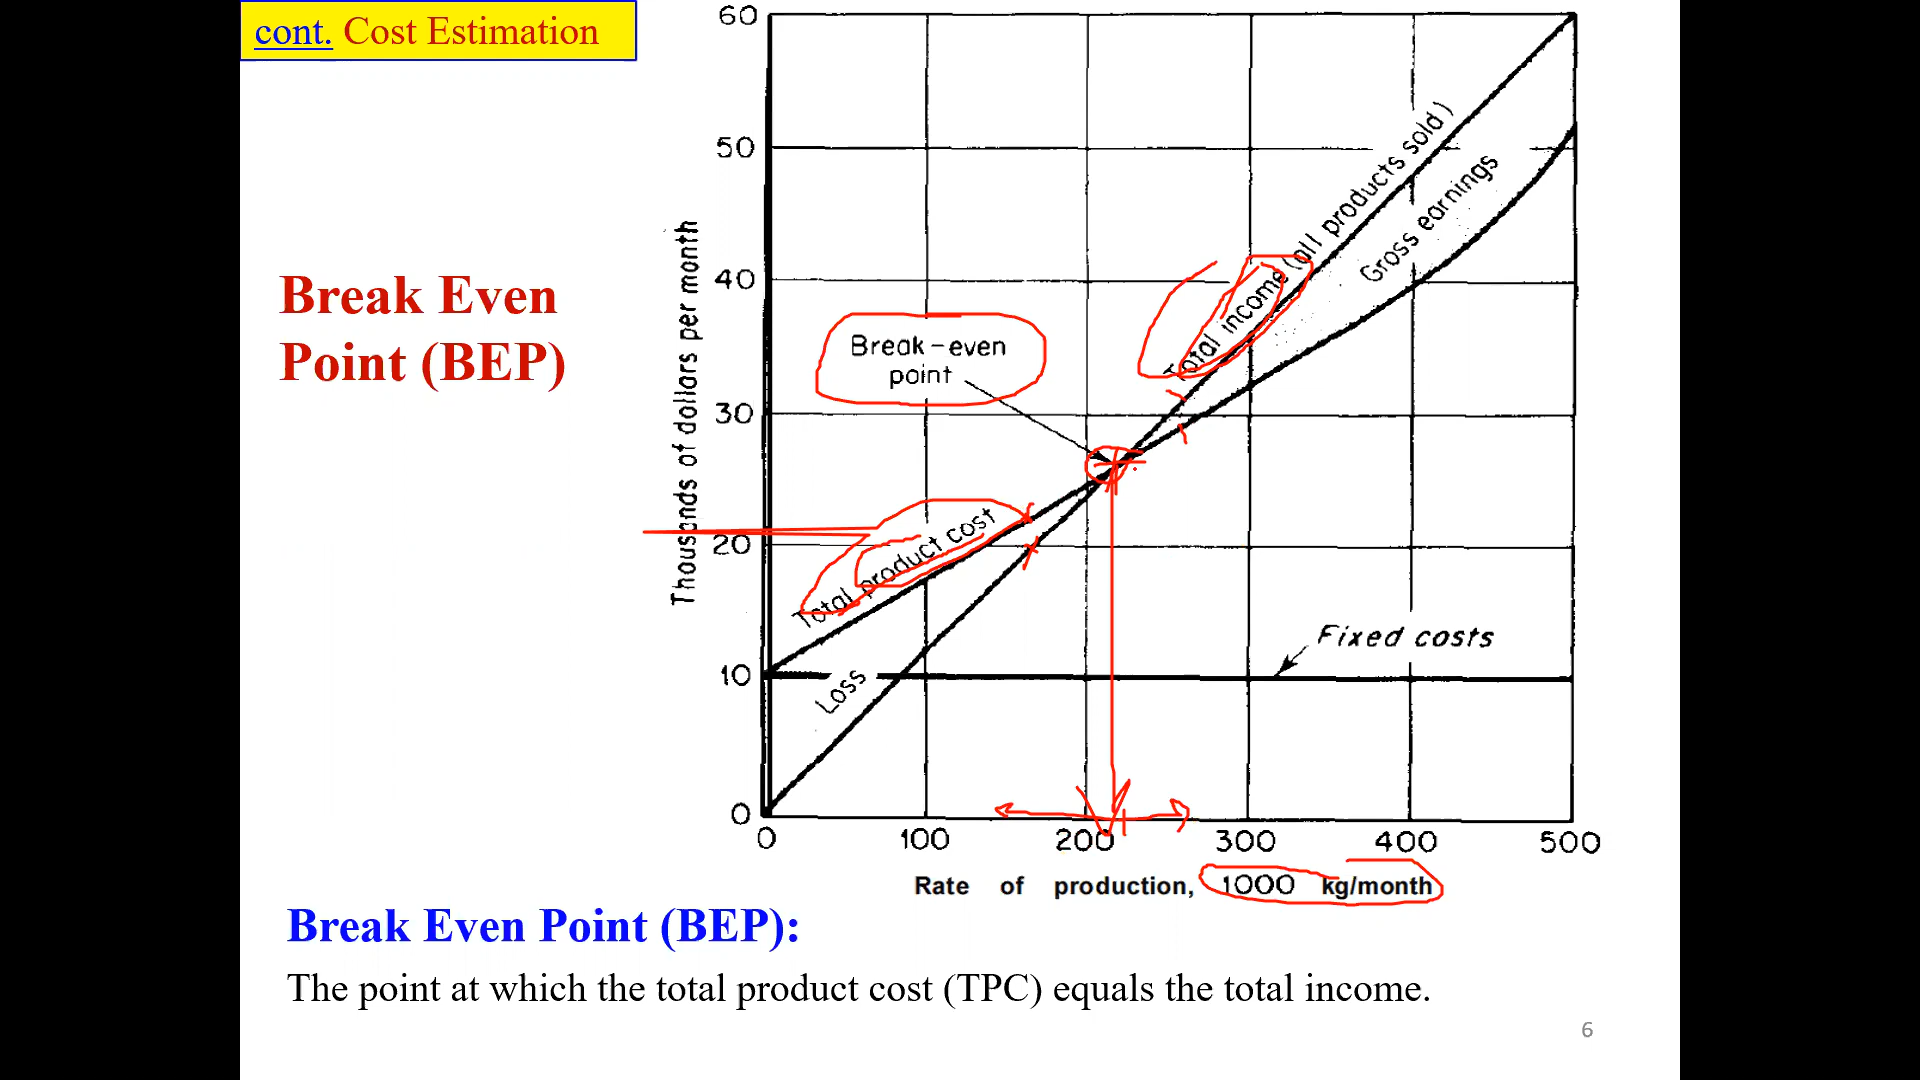 cont. Cost Estimation
Break Even
Point (BEP)
Thousands of dollars per month
60
50
40
30
20
10
0
0 100 200 300 400 500
Rate of production, 1000 kg/month
Break-even
point
Total income (all products sold)
Gross earnings
Total product cost
Loss
Fixed costs
Break Even Point (BEP):
The point at which the total product cost (TPC) equals the total income.
6